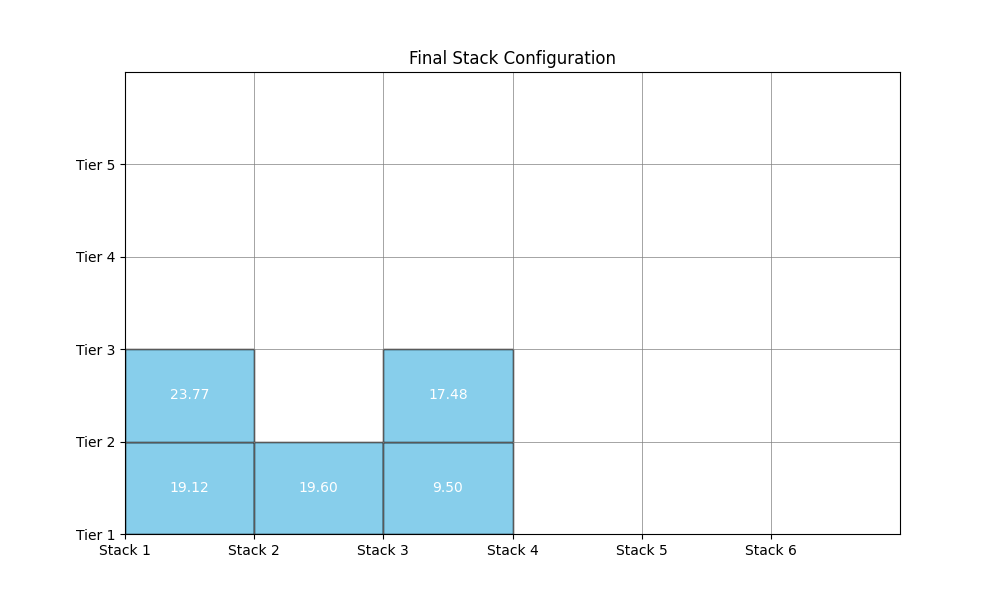 Final Stack Configuration
Tier 5
Tier 4
Tier 3
23.77 17.48
Tier 2
19.12 19.60 9.50
Tier 1
Stack 1 Stack 2 Stack 3 Stack 4 Stack 5 Stack 6